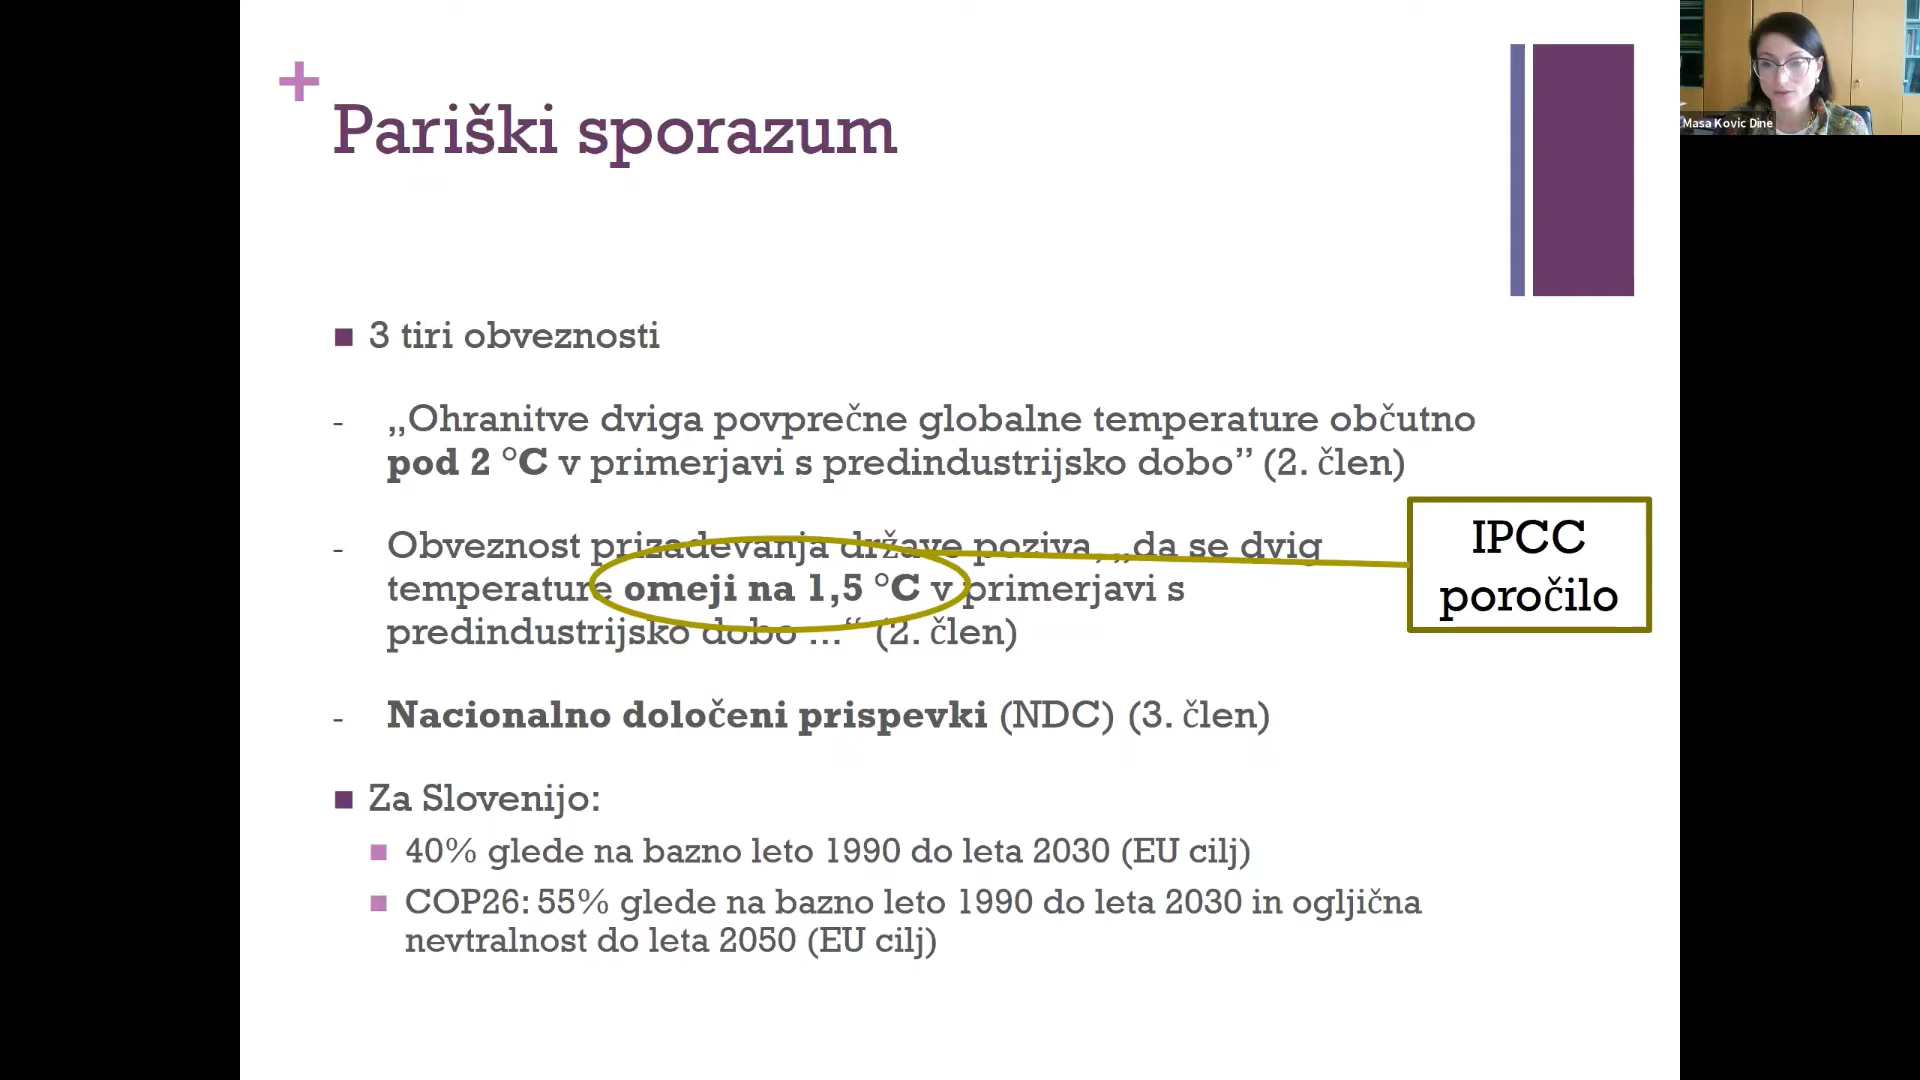 +
Pariški sporazum
Masa Kovic Dine
3 tiri obveznosti
- „Ohranitve dviga povprečne globalne temperature občutno
pod 2 °C v primerjavi s predindustrijsko dobo” (2. člen)
- Obveznost prizadevanja države poziva, „da se dvig
temperature omeji na 1,5 °C v primerjavi s
predindustrijsko dobo ...“ (2. člen)
IPCC
poročilo
- Nacionalno določeni prispevki (NDC) (3. člen)
Za Slovenijo:
40% glede na bazno leto 1990 do leta 2030 (EU cilj)
COP26: 55% glede na bazno leto 1990 do leta 2030 in ogljična
nevtralnost do leta 2050 (EU cilj)